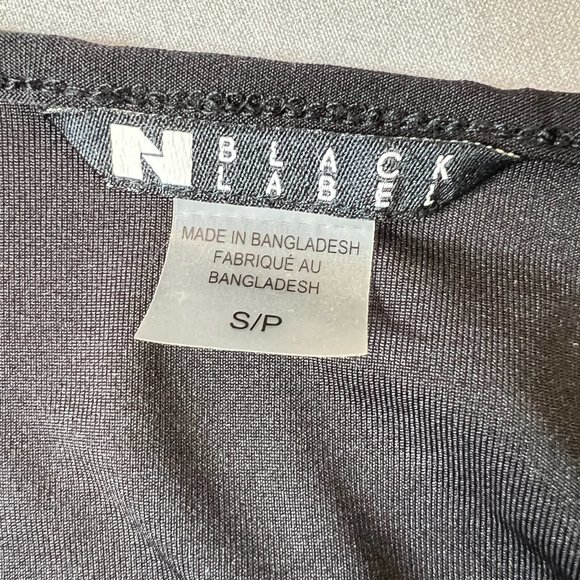 N BLACK
LABEL
MADE IN BANGLADESH
FABRIQUÉ AU
BANGLADESH
S/P